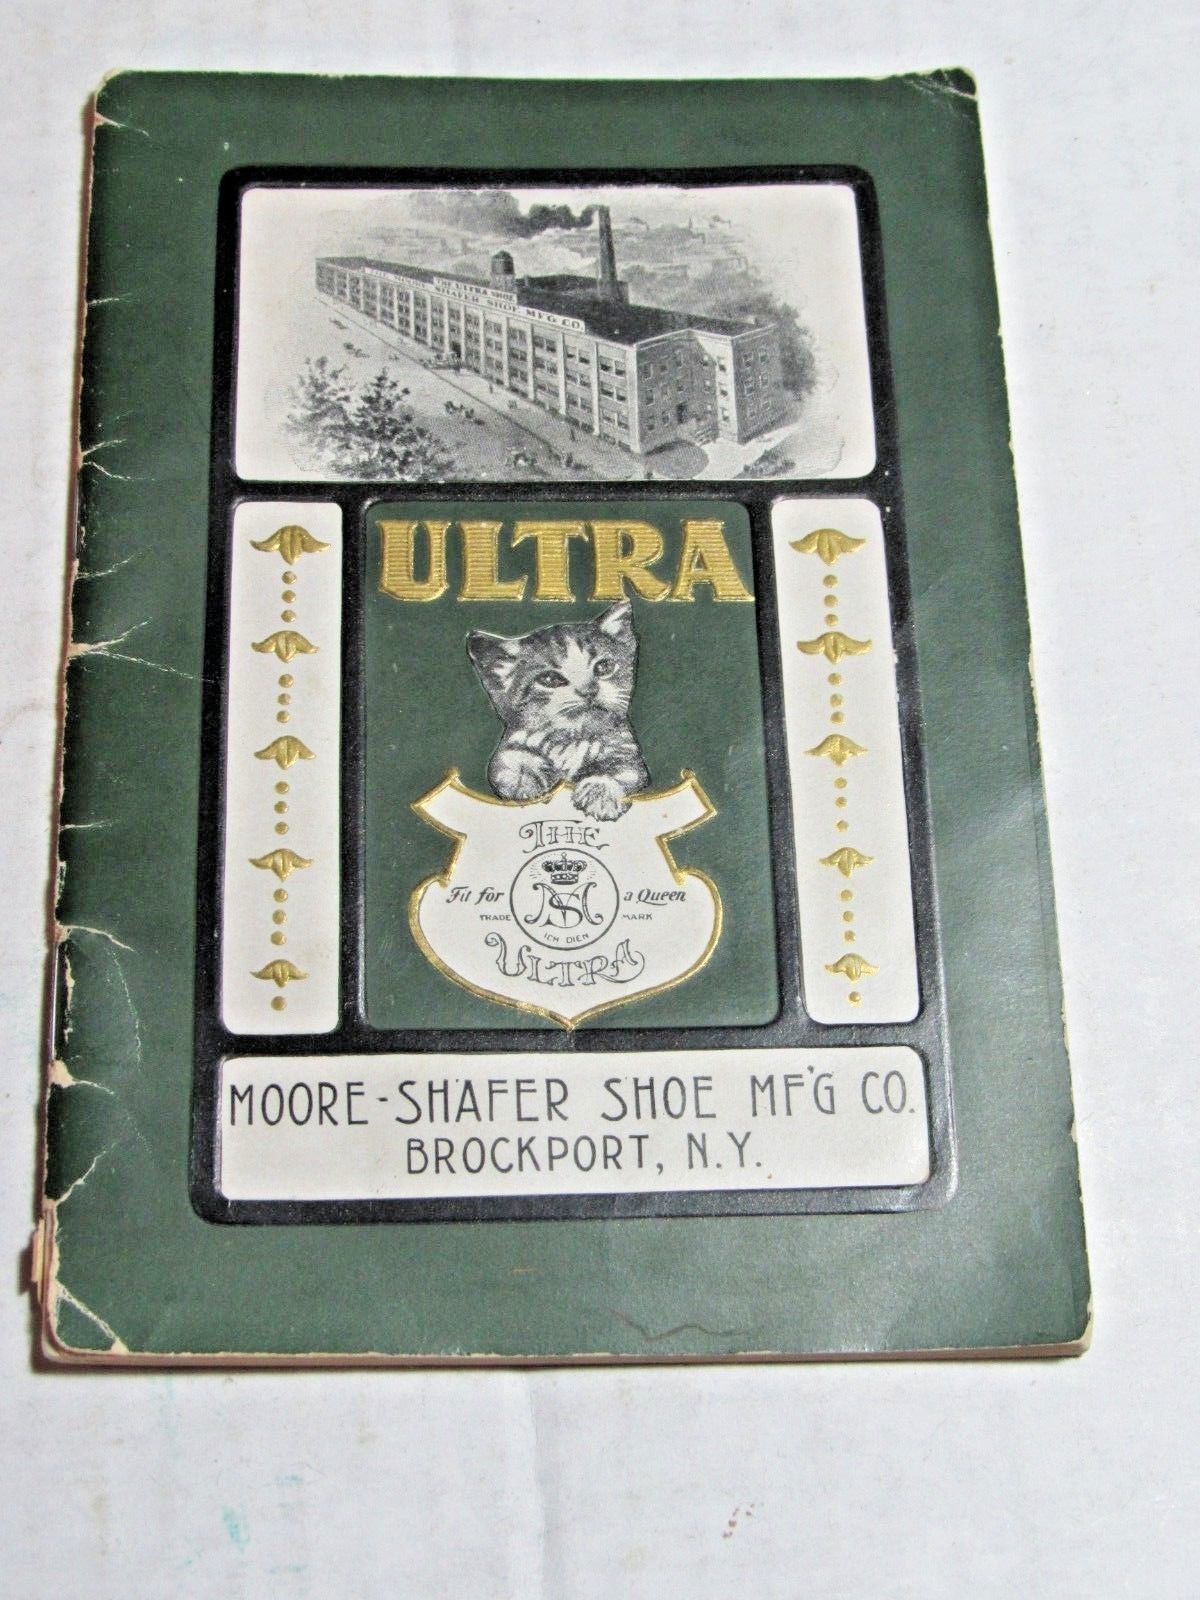 THE ULTRA SHOE
SHAFER SHOE MFG CO.
ULTRA
THE
Fit for a Queen
MS
TRADE MARK
ICH DIEN
ULTRA
MOORE-SHAFER SHOE MF'G CO.
BROCKPORT, N.Y.